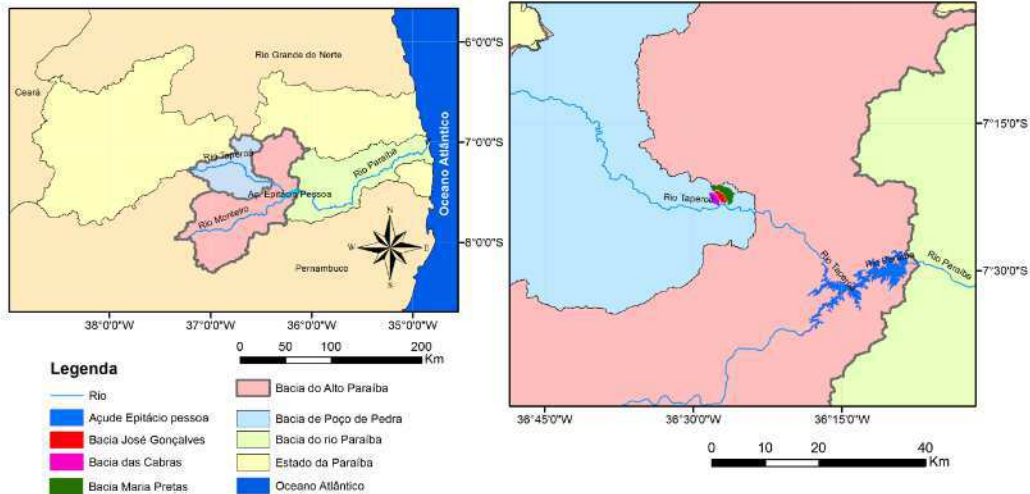 Rio Grande do Norte
Ceará
Rio Taperoá
Aç. Epitácio Pessoa
Rio Paraíba
Rio Monteiro
Oceano Atlântico
Pernambuco
N
W
E
S
6°0'0"S
7°0'0"S
8°0'0"S
38°0'0"W 37°0'0"W 36°0'0"W 35°0'0"W
0 50 100 200
Km
Rio Taperoá
Rio Taperoá
Rio Paraíba
Rio Paraíba
7°15'0"S
7°30'0"S
36°45'0"W 36°30'0"W 36°15'0"W
0 10 20 40
Km
Legenda
Rio
Açude Epitácio pessoa
Bacia José Gonçalves
Bacia das Cabras
Bacia Maria Pretas
Bacia do Alto Paraíba
Bacia de Poço de Pedra
Bacia do rio Paraíba
Estado da Paraíba
Oceano Atlântico